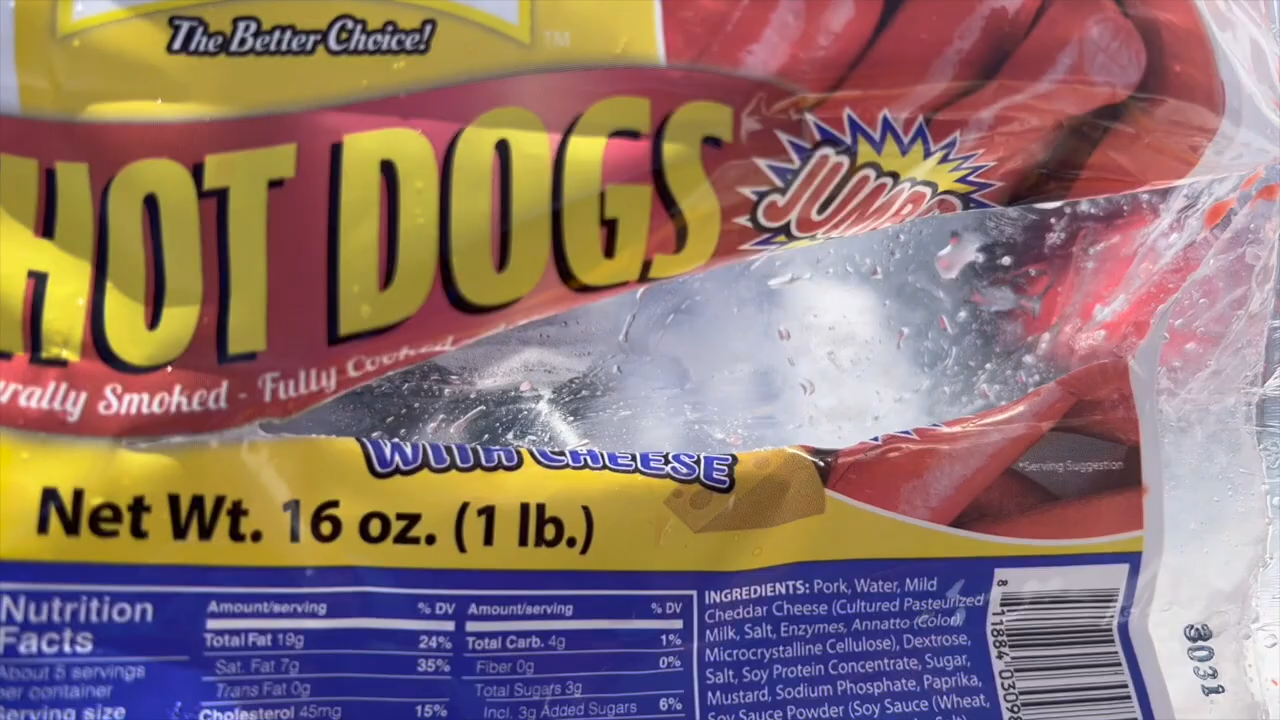 The Better Choice!
TM
HOT DOGS
JUMBO
rally Smoked - Fully Cooked
WITH CHEESE
*Serving Suggestion
Net Wt. 16 oz. (1 lb.)
Nutrition
Facts
About 5 servings
per container
Serving size
Amount/serving % DV
Total Fat 19g 24%
Sat. Fat 7g 35%
Trans Fat 0g
Cholesterol 45mg 15%
Amount/serving % DV
Total Carb. 4g 1%
Fiber 0g 0%
Total Sugars 3g
Incl. 3g Added Sugars 6%
INGREDIENTS: Pork, Water, Mild
Cheddar Cheese (Cultured Pasteurized
Milk, Salt, Enzymes, Annatto (Color),
Microcrystalline Cellulose), Dextrose,
Salt, Soy Protein Concentrate, Sugar,
Mustard, Sodium Phosphate, Paprika,
Soy Sauce Powder (Soy Sauce (Wheat,
8 11884 03098
3031